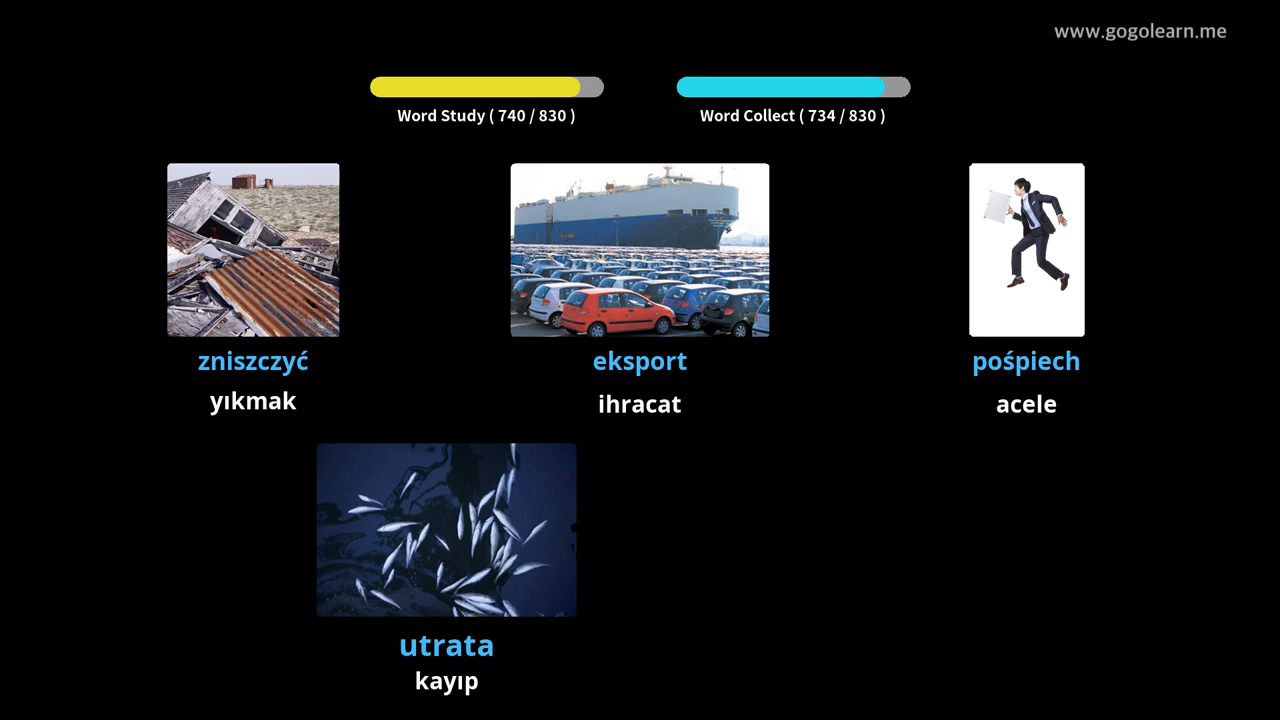 www.gogolearn.me
Word Study ( 740 / 830 )
Word Collect ( 734 / 830 )
zniszczyć
yıkmak
eksport
ihracat
pośpiech
acele
utrata
kayıp